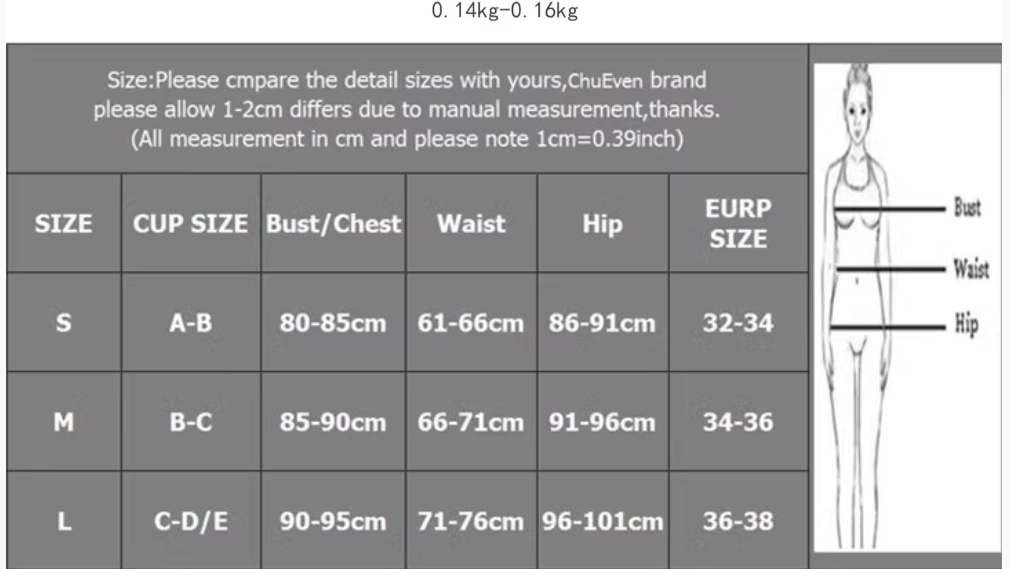 0.14kg-0.16kg
Size:Please cmpare the detail sizes with yours,ChuEven brand
please allow 1-2cm differs due to manual measurement,thanks.
(All measurement in cm and please note 1cm=0.39inch)
SIZE CUP SIZE Bust/Chest Waist Hip EURP SIZE
S A-B 80-85cm 61-66cm 86-91cm 32-34
M B-C 85-90cm 66-71cm 91-96cm 34-36
L C-D/E 90-95cm 71-76cm 96-101cm 36-38
Bust
Waist
Hip